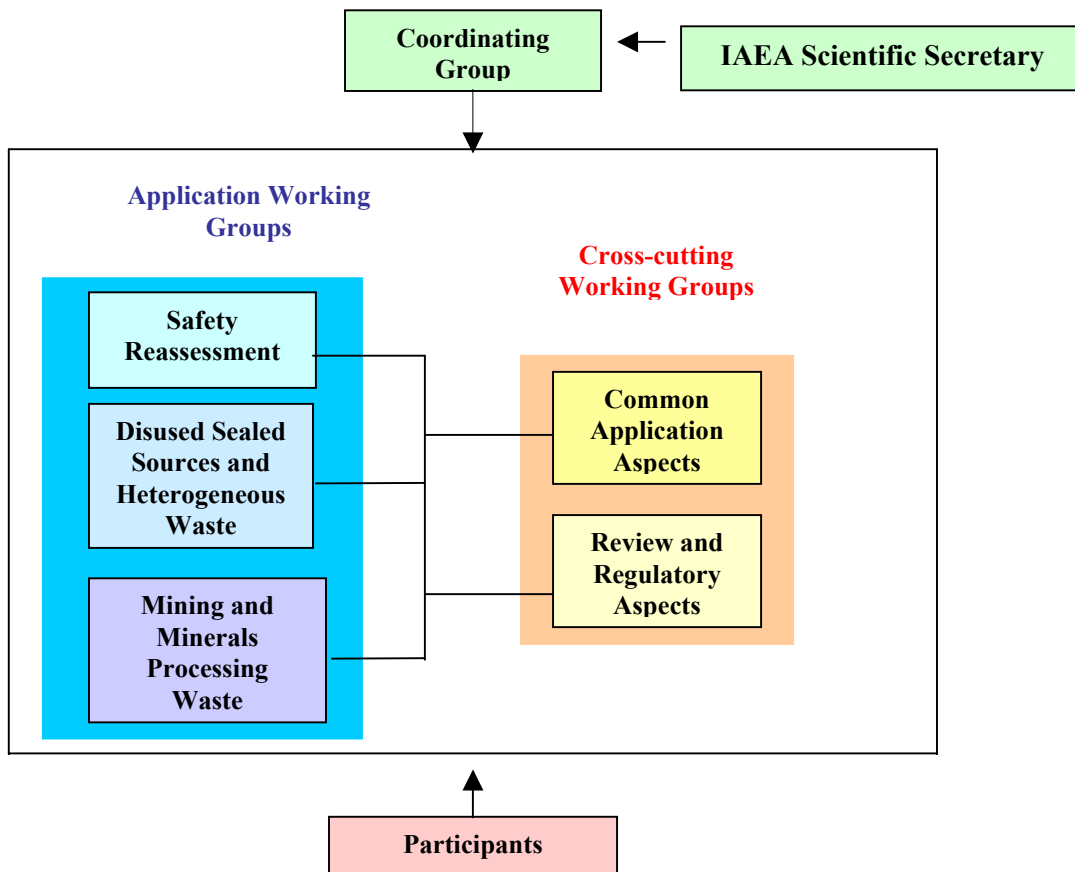 Coordinating
Group
IAEA Scientific Secretary
Application Working
Groups
Cross-cutting
Working Groups
Safety
Reassessment
Disused Sealed
Sources and
Heterogeneous
Waste
Mining and
Minerals
Processing
Waste
Common
Application
Aspects
Review and
Regulatory
Aspects
Participants